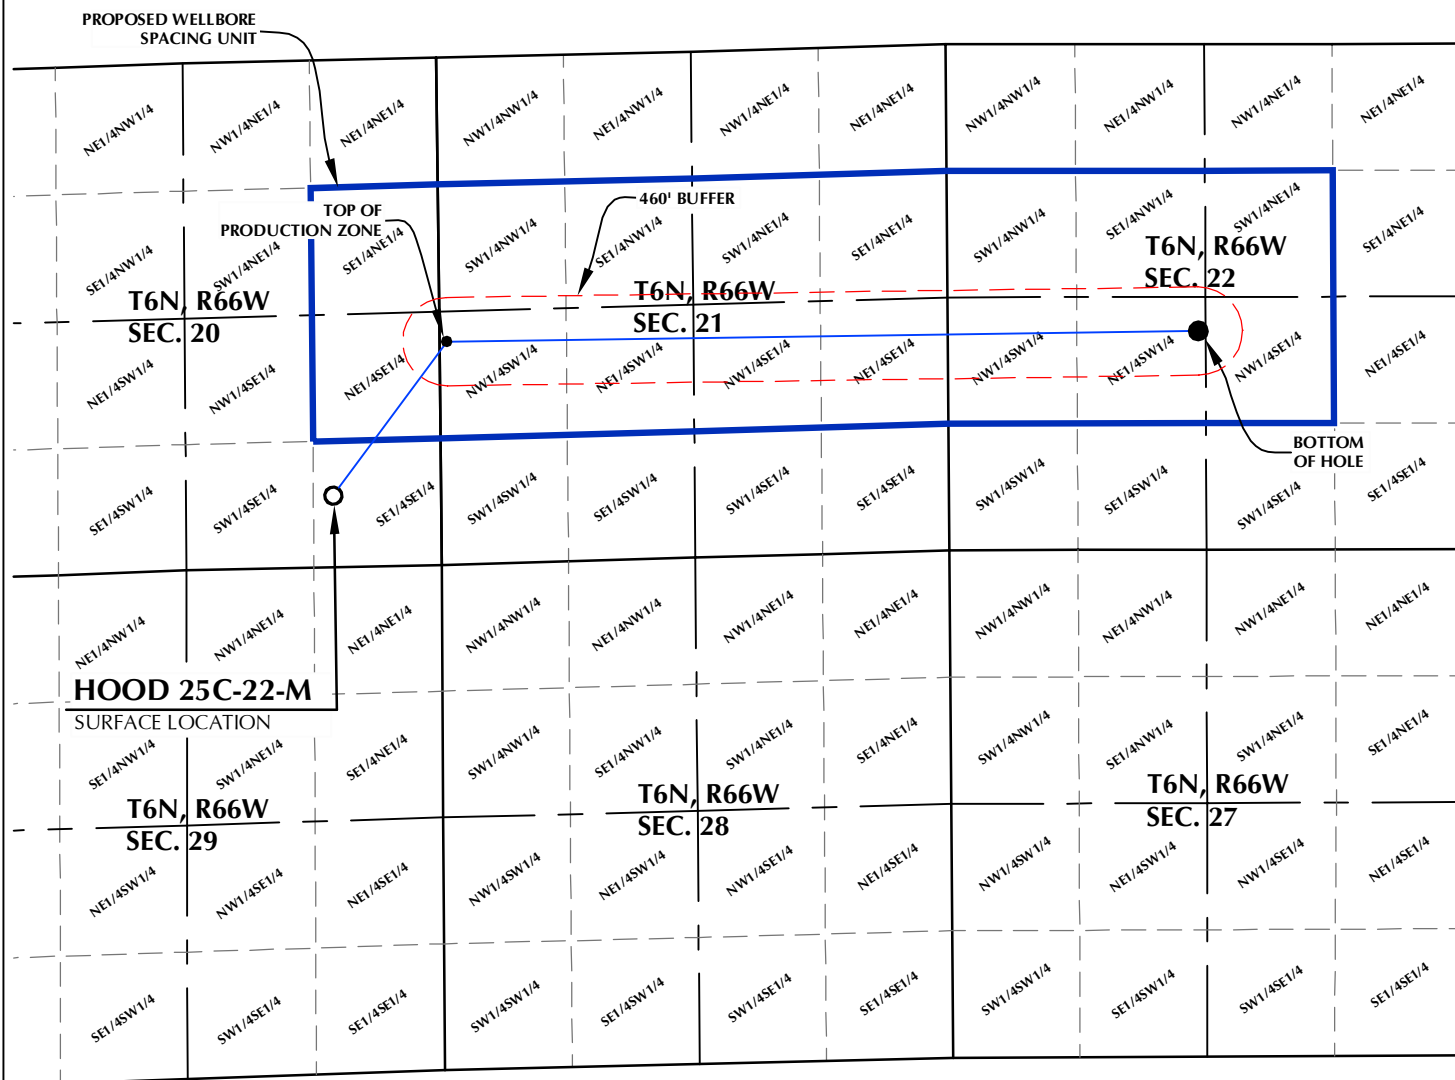 PROPOSED WELLBORE
SPACING UNIT
NE1/4NW1/4
NW1/4NE1/4
NE1/4NE1/4
NW1/4NW1/4
NE1/4NW1/4
NW1/4NE1/4
NE1/4NE1/4
NW1/4NW1/4
NE1/4NW1/4
NW1/4NE1/4
NE1/4NE1/4
460' BUFFER
TOP OF
PRODUCTION ZONE
SE1/4NW1/4
SW1/4NE1/4
SE1/4NE1/4
SW1/4NW1/4
SE1/4NW1/4
SW1/4NE1/4
SE1/4NE1/4
SW1/4NW1/4
SE1/4NW1/4
SW1/4NE1/4
SE1/4NE1/4
T6N, R66W
SEC. 20
T6N, R66W
SEC. 21
T6N, R66W
SEC. 22
NE1/4SW1/4
NW1/4SE1/4
NE1/4SE1/4
NW1/4SW1/4
NE1/4SW1/4
NW1/4SE1/4
NE1/4SE1/4
NW1/4SW1/4
NE1/4SW1/4
NW1/4SE1/4
NE1/4SE1/4
BOTTOM
OF HOLE
SE1/4SW1/4
SW1/4SE1/4
SE1/4SE1/4
SW1/4SW1/4
SE1/4SW1/4
SW1/4SE1/4
SE1/4SE1/4
SW1/4SW1/4
SE1/4SW1/4
SW1/4SE1/4
SE1/4SE1/4
NE1/4NW1/4
NW1/4NE1/4
NE1/4NE1/4
NW1/4NW1/4
NE1/4NW1/4
NW1/4NE1/4
NE1/4NE1/4
NW1/4NW1/4
NE1/4NW1/4
NW1/4NE1/4
NE1/4NE1/4
HOOD 25C-22-M
SURFACE LOCATION
SE1/4NW1/4
SW1/4NE1/4
SE1/4NE1/4
SW1/4NW1/4
SE1/4NW1/4
SW1/4NE1/4
SE1/4NE1/4
SW1/4NW1/4
SE1/4NW1/4
SW1/4NE1/4
SE1/4NE1/4
T6N, R66W
SEC. 29
T6N, R66W
SEC. 28
T6N, R66W
SEC. 27
NE1/4SW1/4
NW1/4SE1/4
NE1/4SE1/4
NW1/4SW1/4
NE1/4SW1/4
NW1/4SE1/4
NE1/4SE1/4
NW1/4SW1/4
NE1/4SW1/4
NW1/4SE1/4
NE1/4SE1/4
SE1/4SW1/4
SW1/4SE1/4
SE1/4SE1/4
SW1/4SW1/4
SE1/4SW1/4
SW1/4SE1/4
SE1/4SE1/4
SW1/4SW1/4
SE1/4SW1/4
SW1/4SE1/4
SE1/4SE1/4